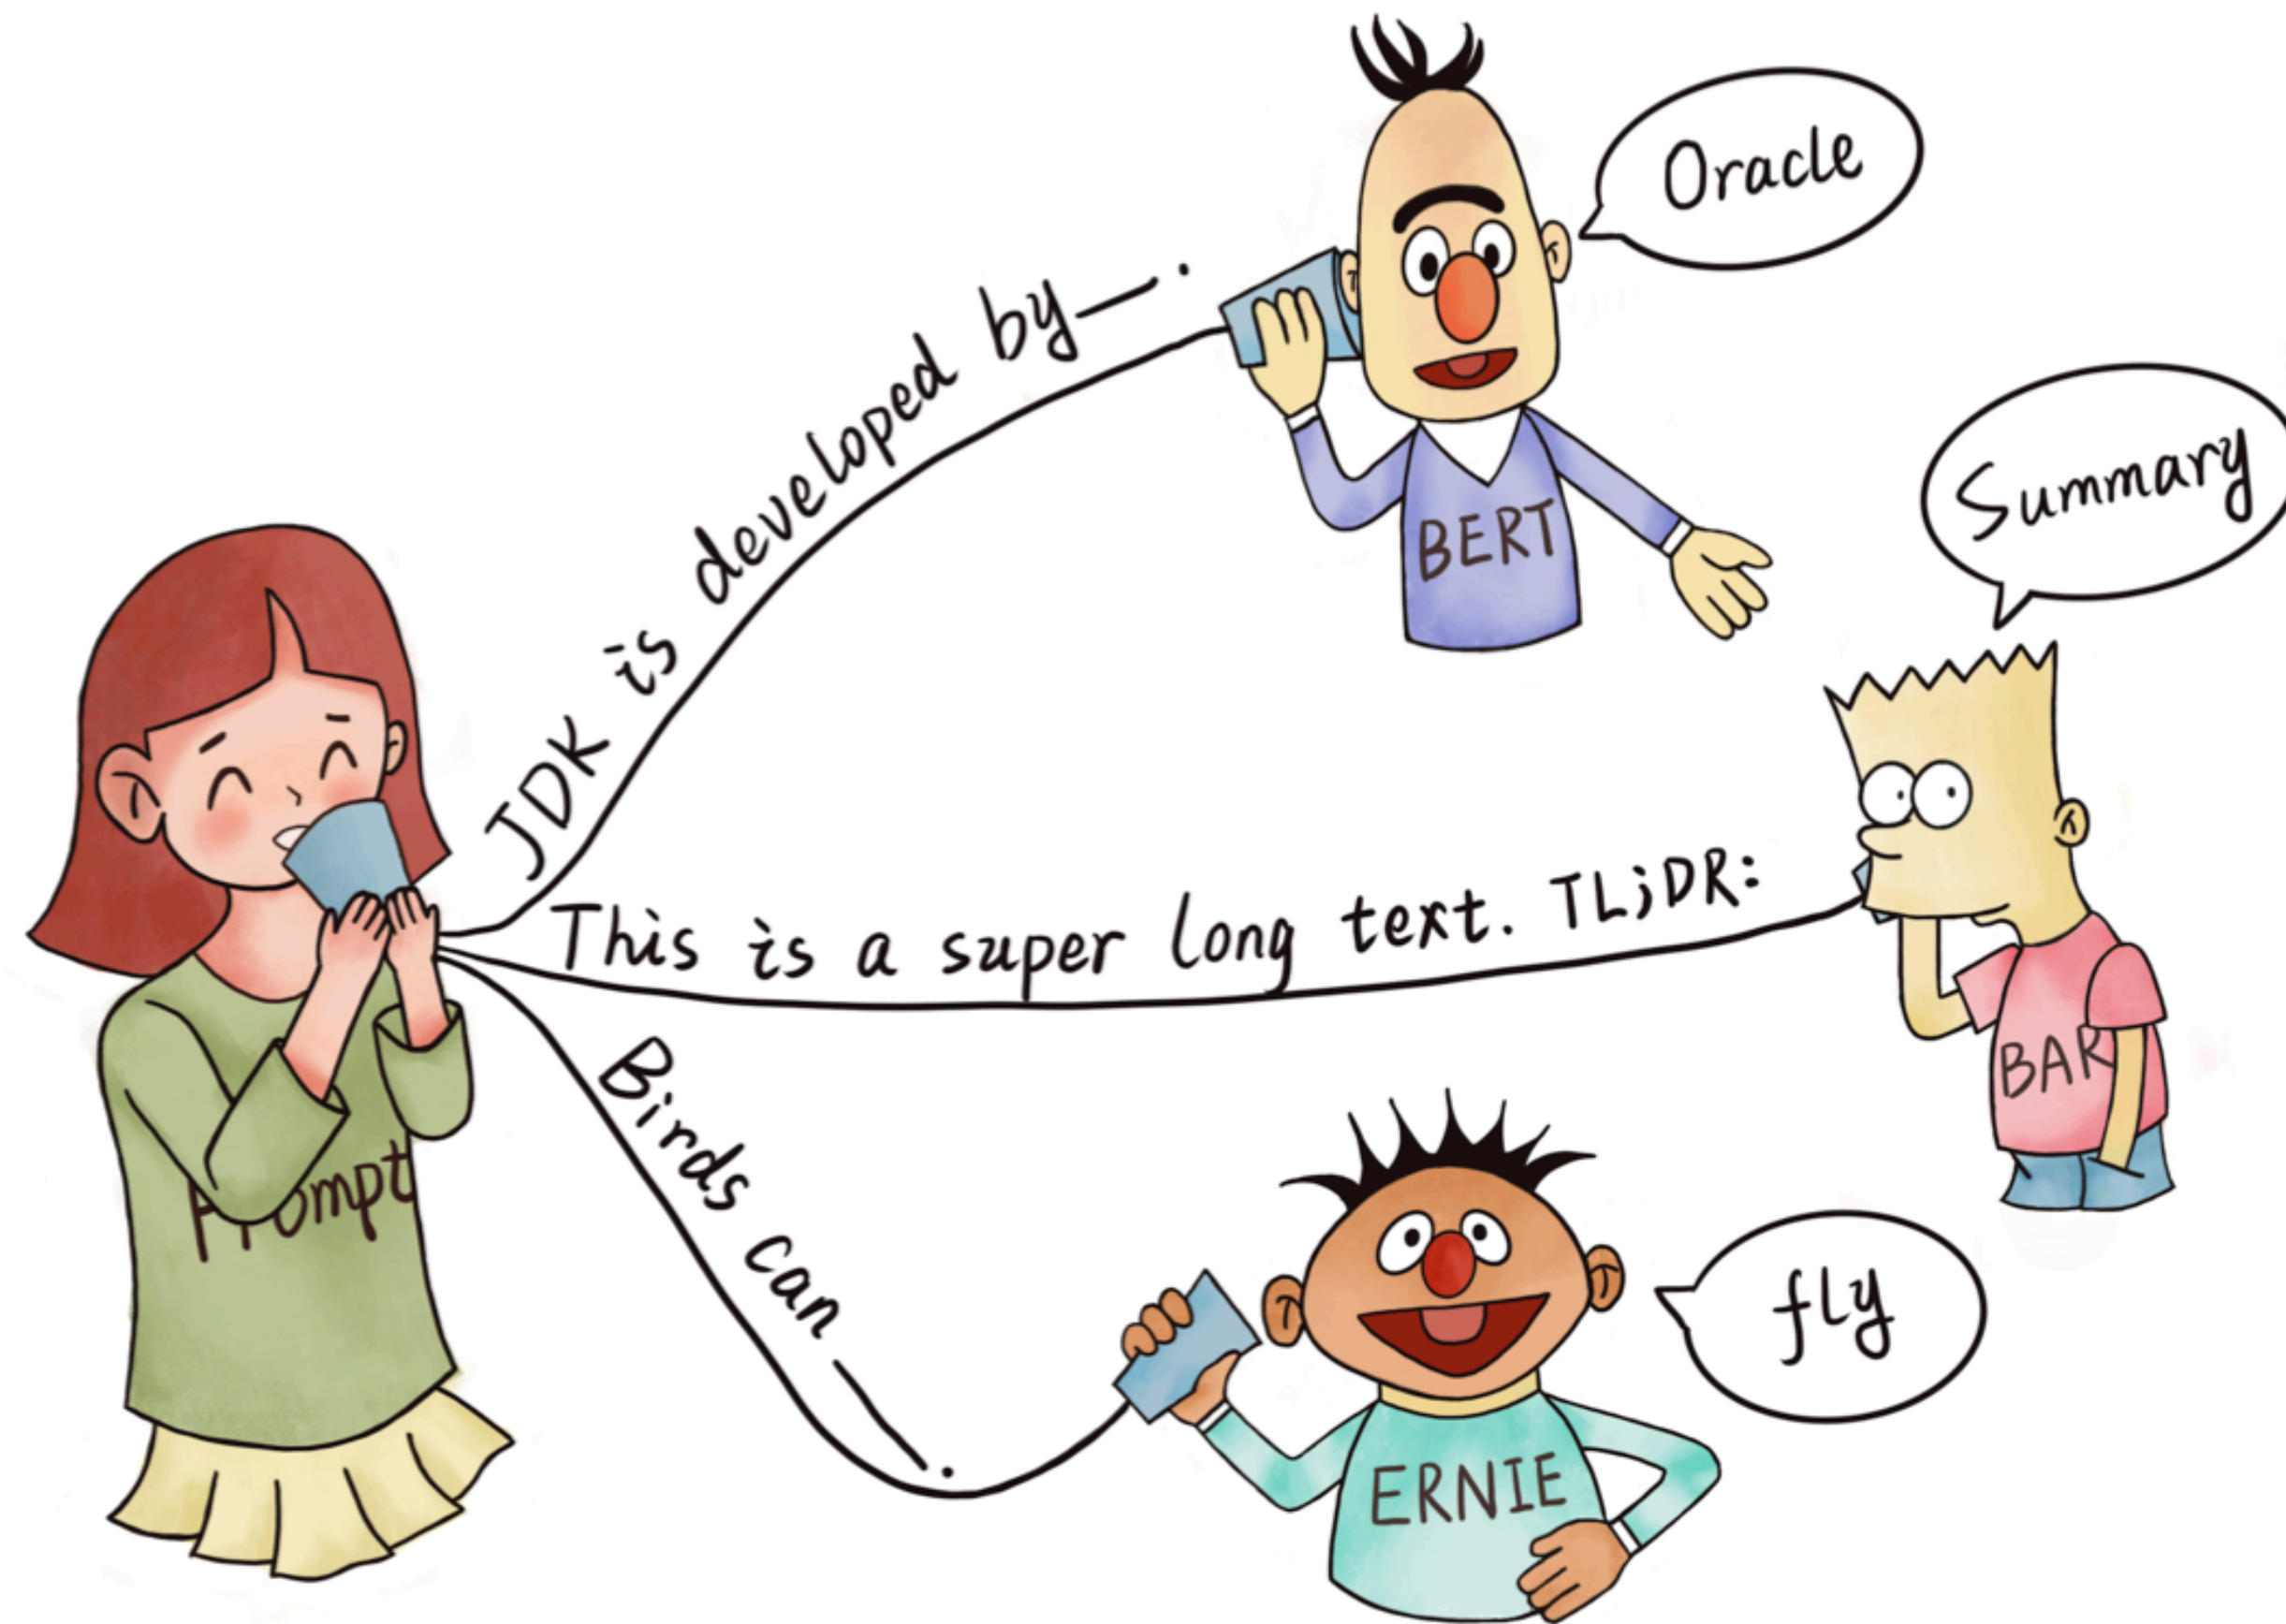 JDK is developed by —.
Oracle
BERT
This is a super long text. TL;DR:
Summary
BAR
Birds can —.
fly
ERNIE
Prompt